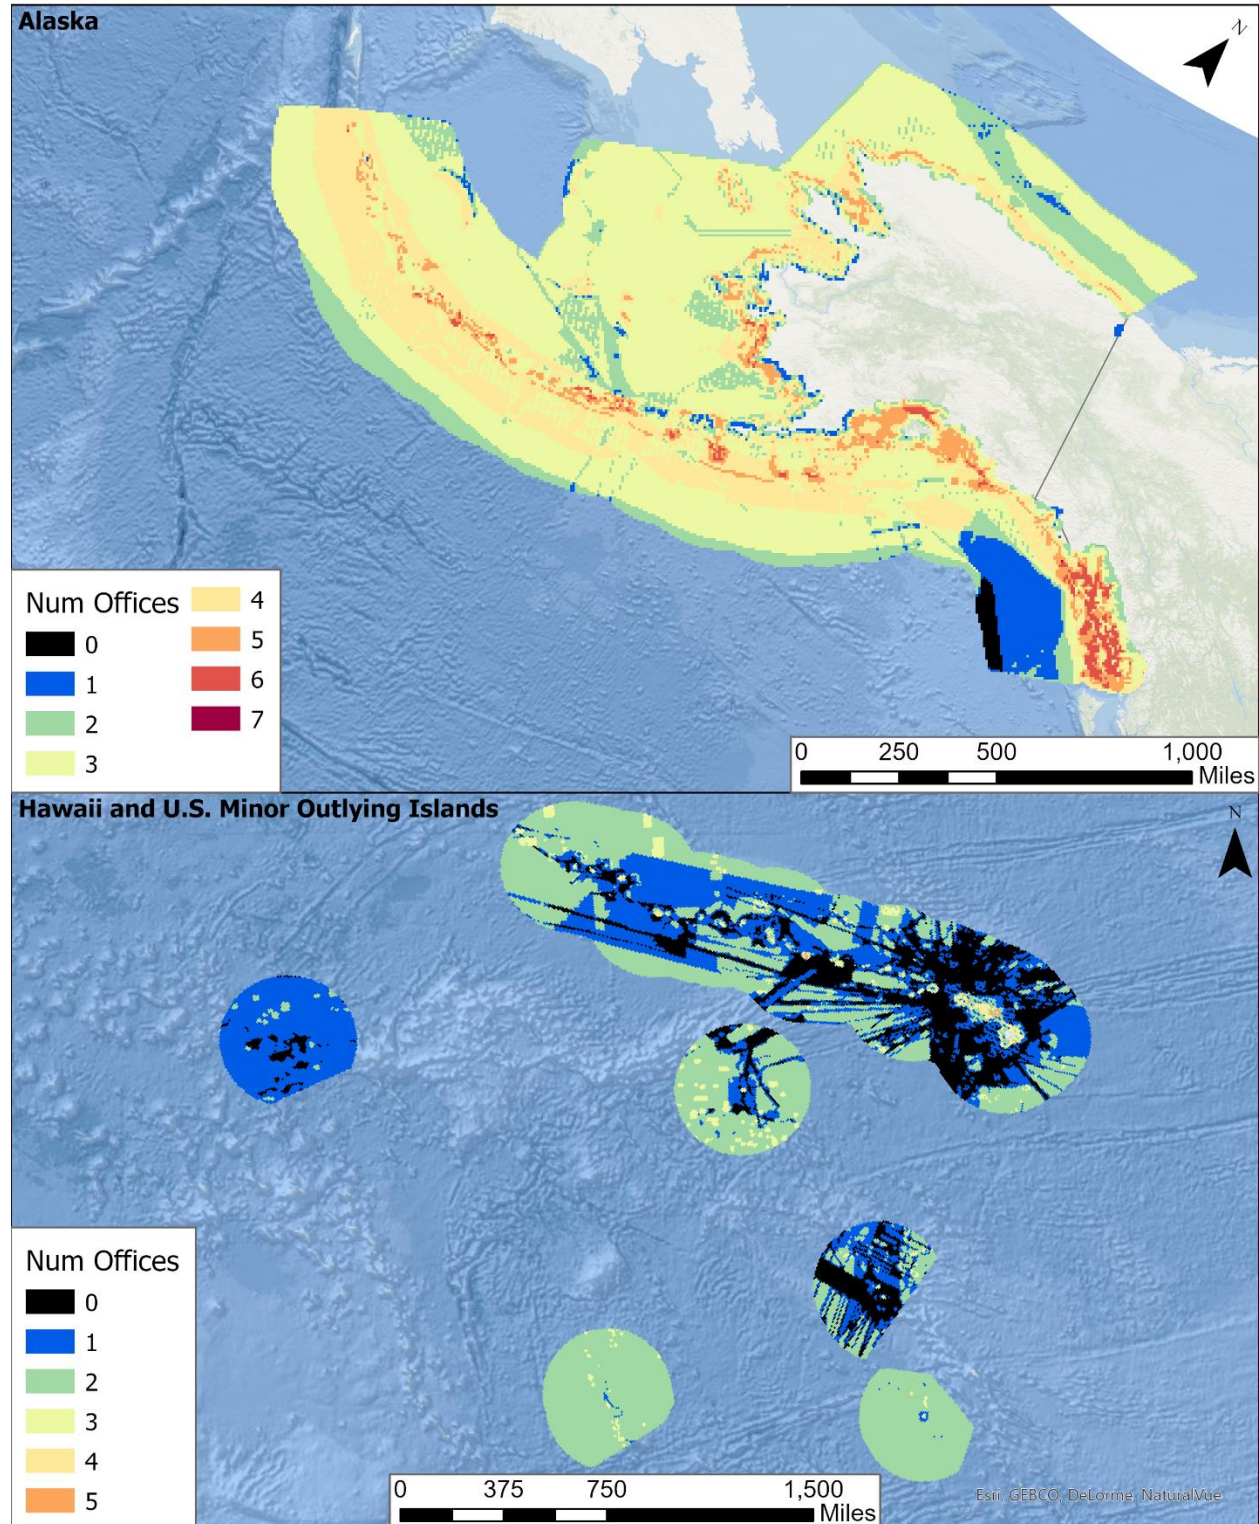 Alaska
N
Num Offices
0
1
2
3
4
5
6
7
0 250 500 1,000
Miles
Hawaii and U.S. Minor Outlying Islands
N
Num Offices
0
1
2
3
4
5
0 375 750 1,500
Miles
Esri, GEBCO, DeLorme, NaturalVue